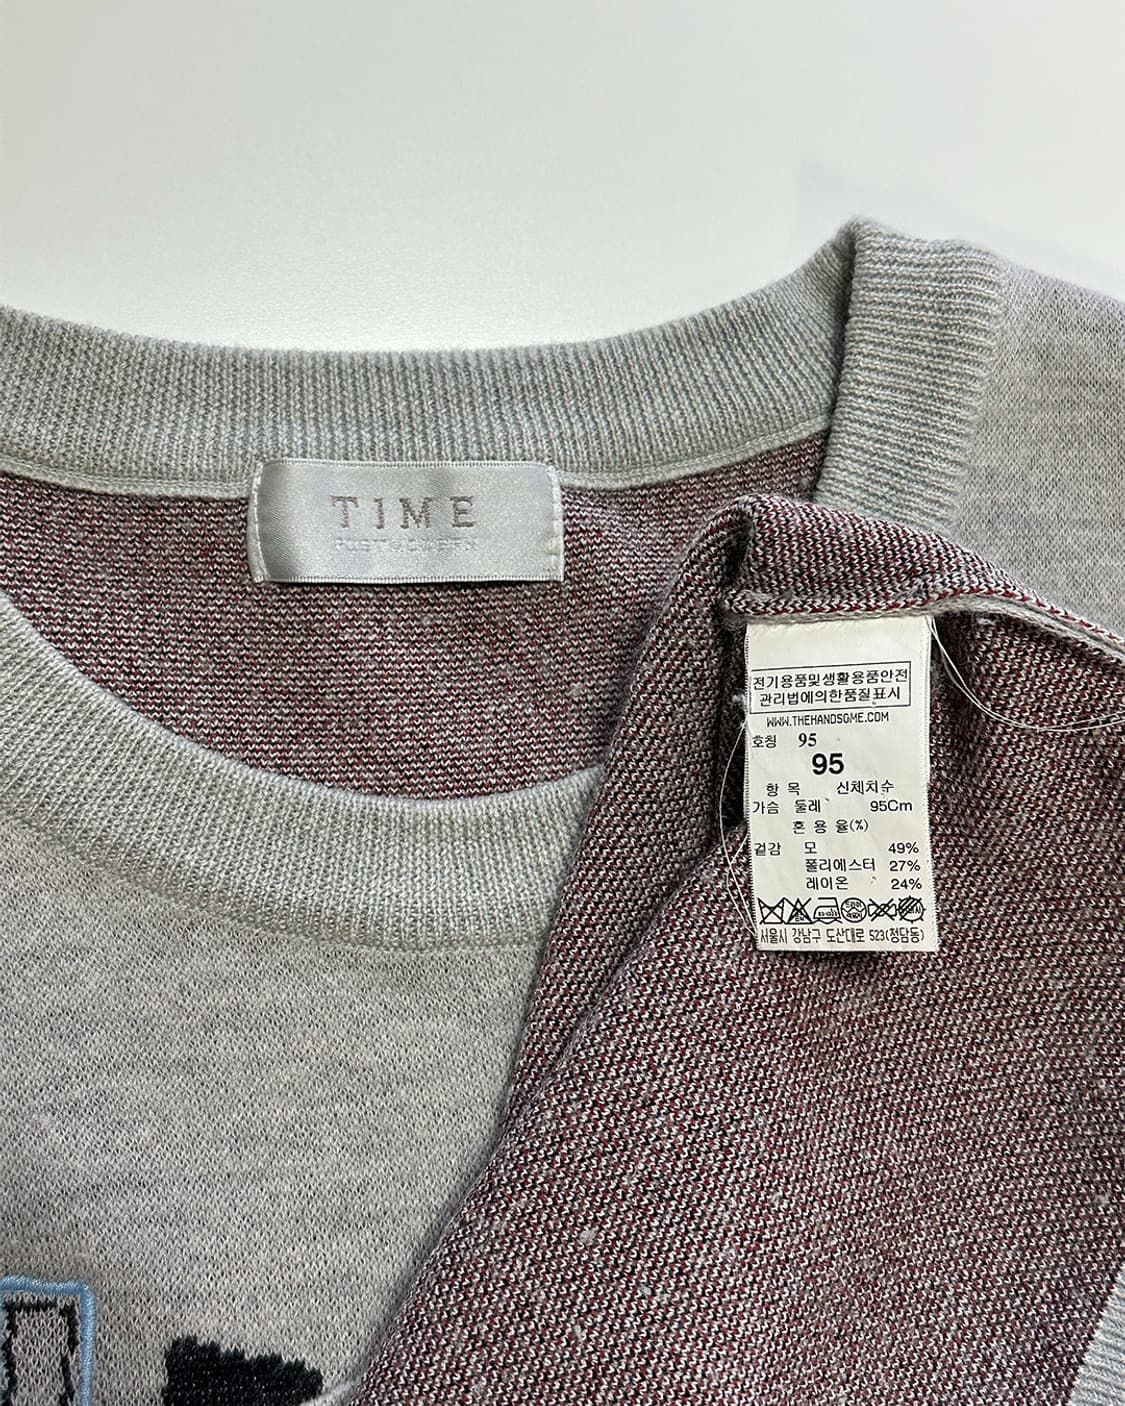 TIME
전기용품및생활용품안전
관리법에의한품질표시
WWW.THEHANDSOME.COM
호칭 95
95
항 목 신체치수
가슴 둘레 95Cm
혼 용 율(%)
겉감 모 49%
폴리에스터 27%
레이온 24%
서울시 강남구 도산대로 523(청담동)